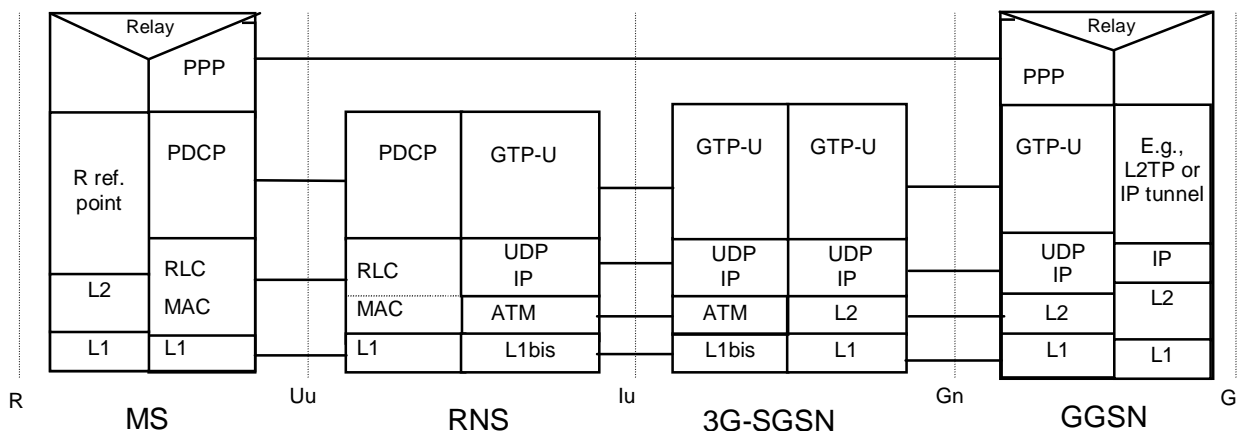 Relay
Relay
PPP
PPP
R ref.
point
PDCP
PDCP
GTP-U
GTP-U
GTP-U
GTP-U
E.g.,
L2TP or
IP tunnel
RLC
MAC
RLC
MAC
UDP
IP
UDP
IP
UDP
IP
UDP
IP
IP
L2
ATM
ATM
L2
L2
L2
L1
L1
L1
L1bis
L1bis
L1
L1
L1
R
Uu
Iu
Gn
G
MS
RNS
3G-SGSN
GGSN